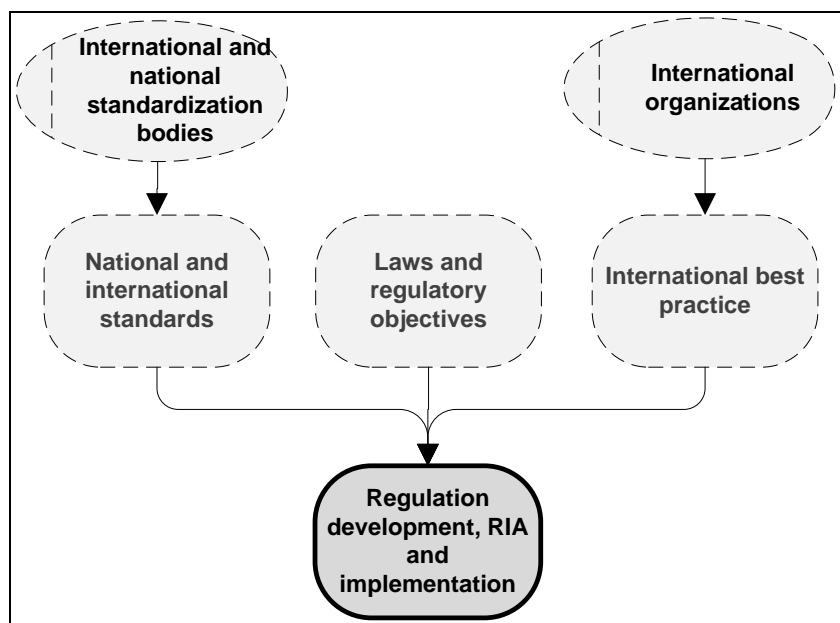 International and
national
standardization
bodies
International
organizations
National and
international
standards
Laws and
regulatory
objectives
International best
practice
Regulation
development, RIA
and
implementation